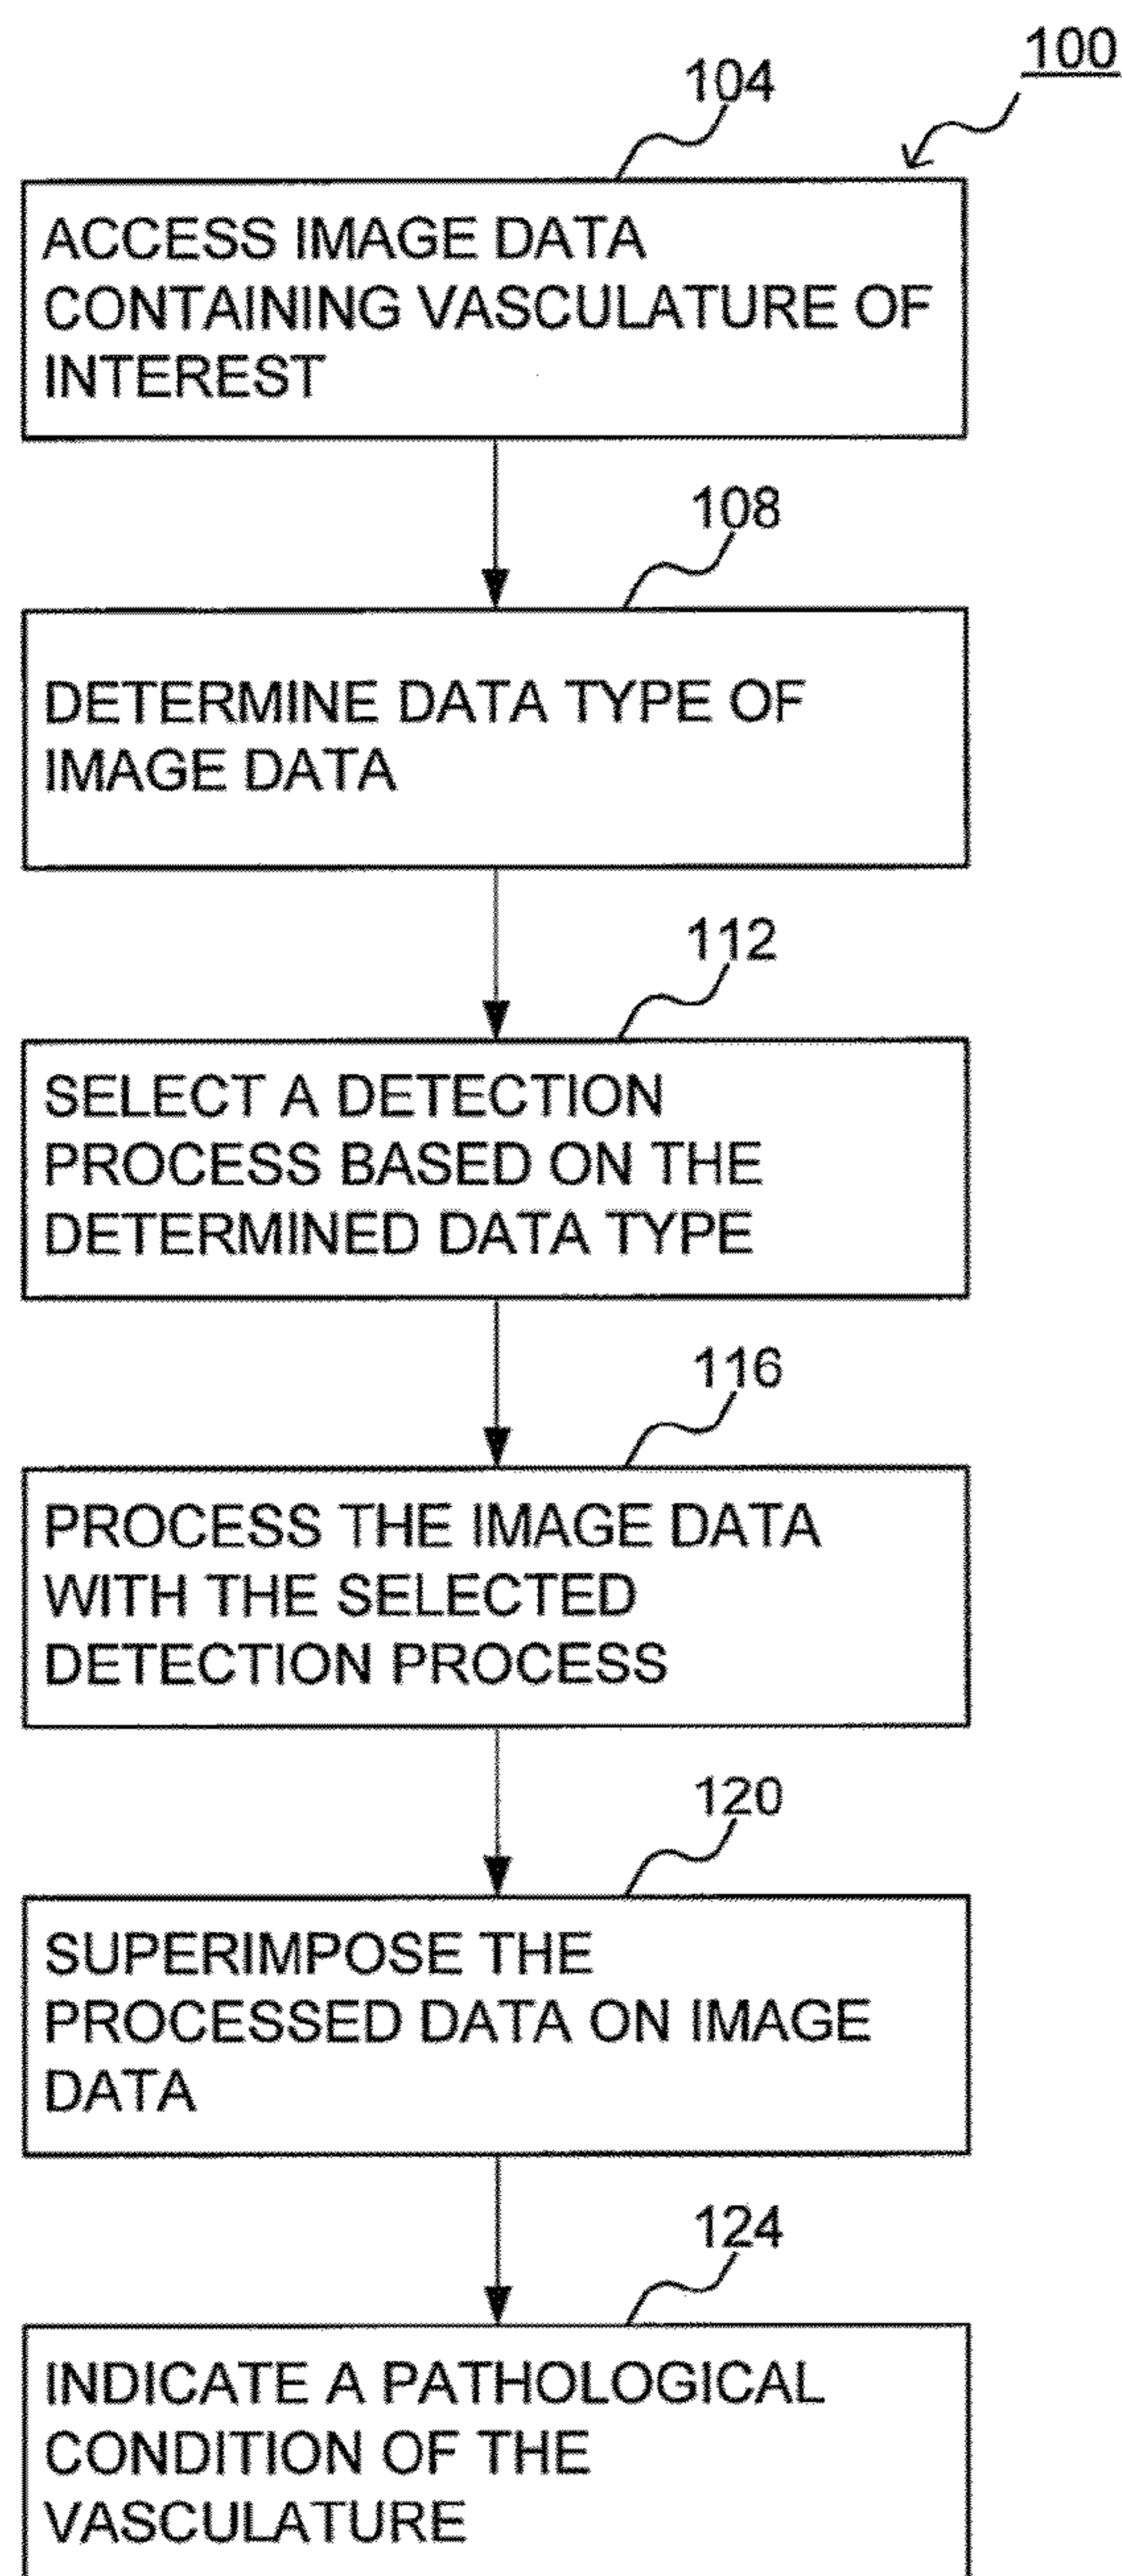 100
104
ACCESS IMAGE DATA
CONTAINING VASCULATURE OF
INTEREST
108
DETERMINE DATA TYPE OF
IMAGE DATA
112
SELECT A DETECTION
PROCESS BASED ON THE
DETERMINED DATA TYPE
116
PROCESS THE IMAGE DATA
WITH THE SELECTED
DETECTION PROCESS
120
SUPERIMPOSE THE
PROCESSED DATA ON IMAGE
DATA
124
INDICATE A PATHOLOGICAL
CONDITION OF THE
VASCULATURE